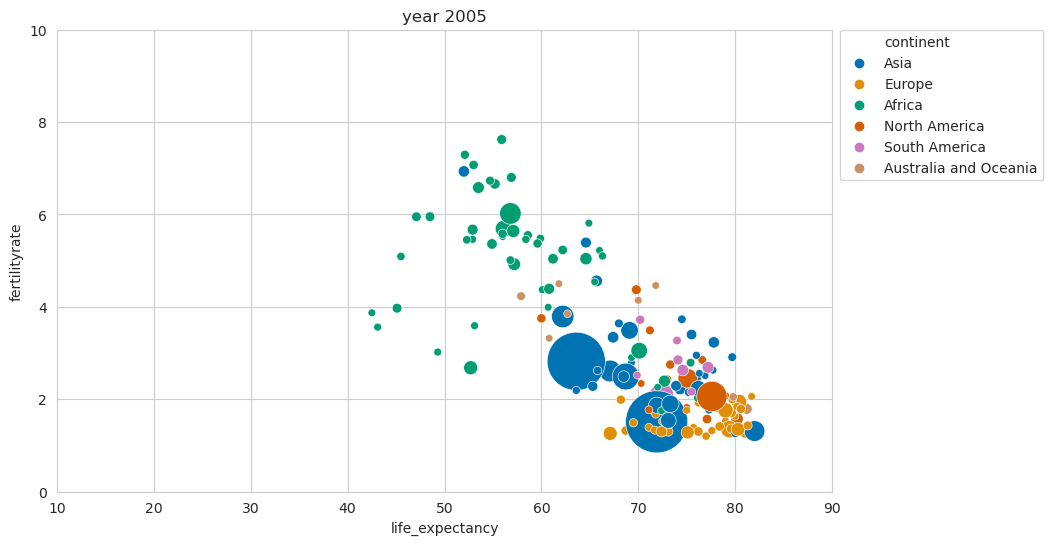 year 2005
10
8
6
4
2
0
fertilityrate
10 20 30 40 50 60 70 80 90
life_expectancy
continent
Asia
Europe
Africa
North America
South America
Australia and Oceania